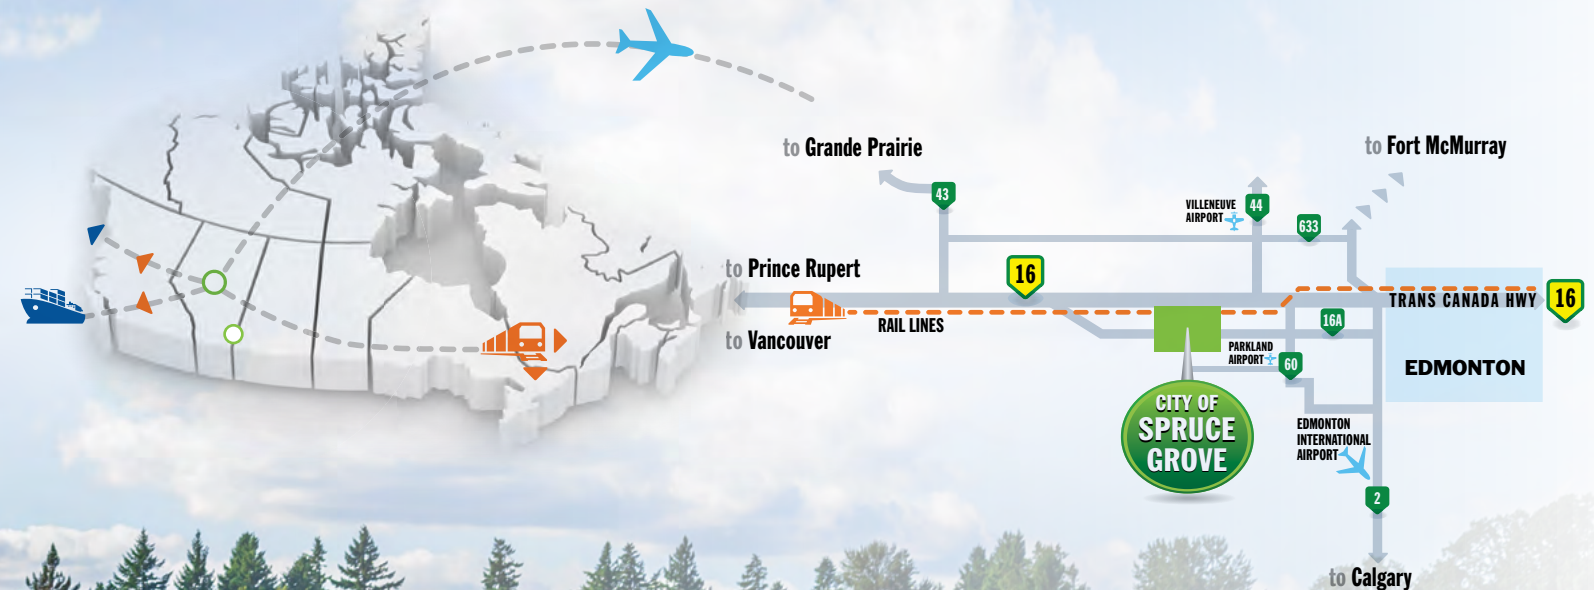 to Grande Prairie
to Fort McMurray
43
VILLENEUVE
AIRPORT
44
633
to Prince Rupert
16
TRANS CANADA HWY
16
RAIL LINES
16A
to Vancouver
PARKLAND
AIRPORT
60
EDMONTON
CITY OF
SPRUCE
GROVE
EDMONTON
INTERNATIONAL
AIRPORT
2
to Calgary